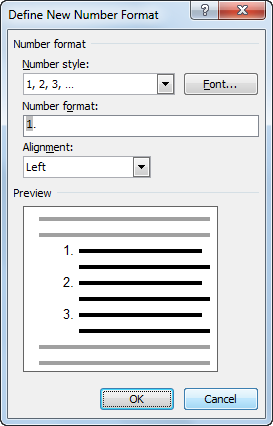 Define New Number Format
Number format
Number style:
1, 2, 3, ...
Font...
Number format:
1.
Alignment:
Left
Preview
1.
2.
3.
OK
Cancel